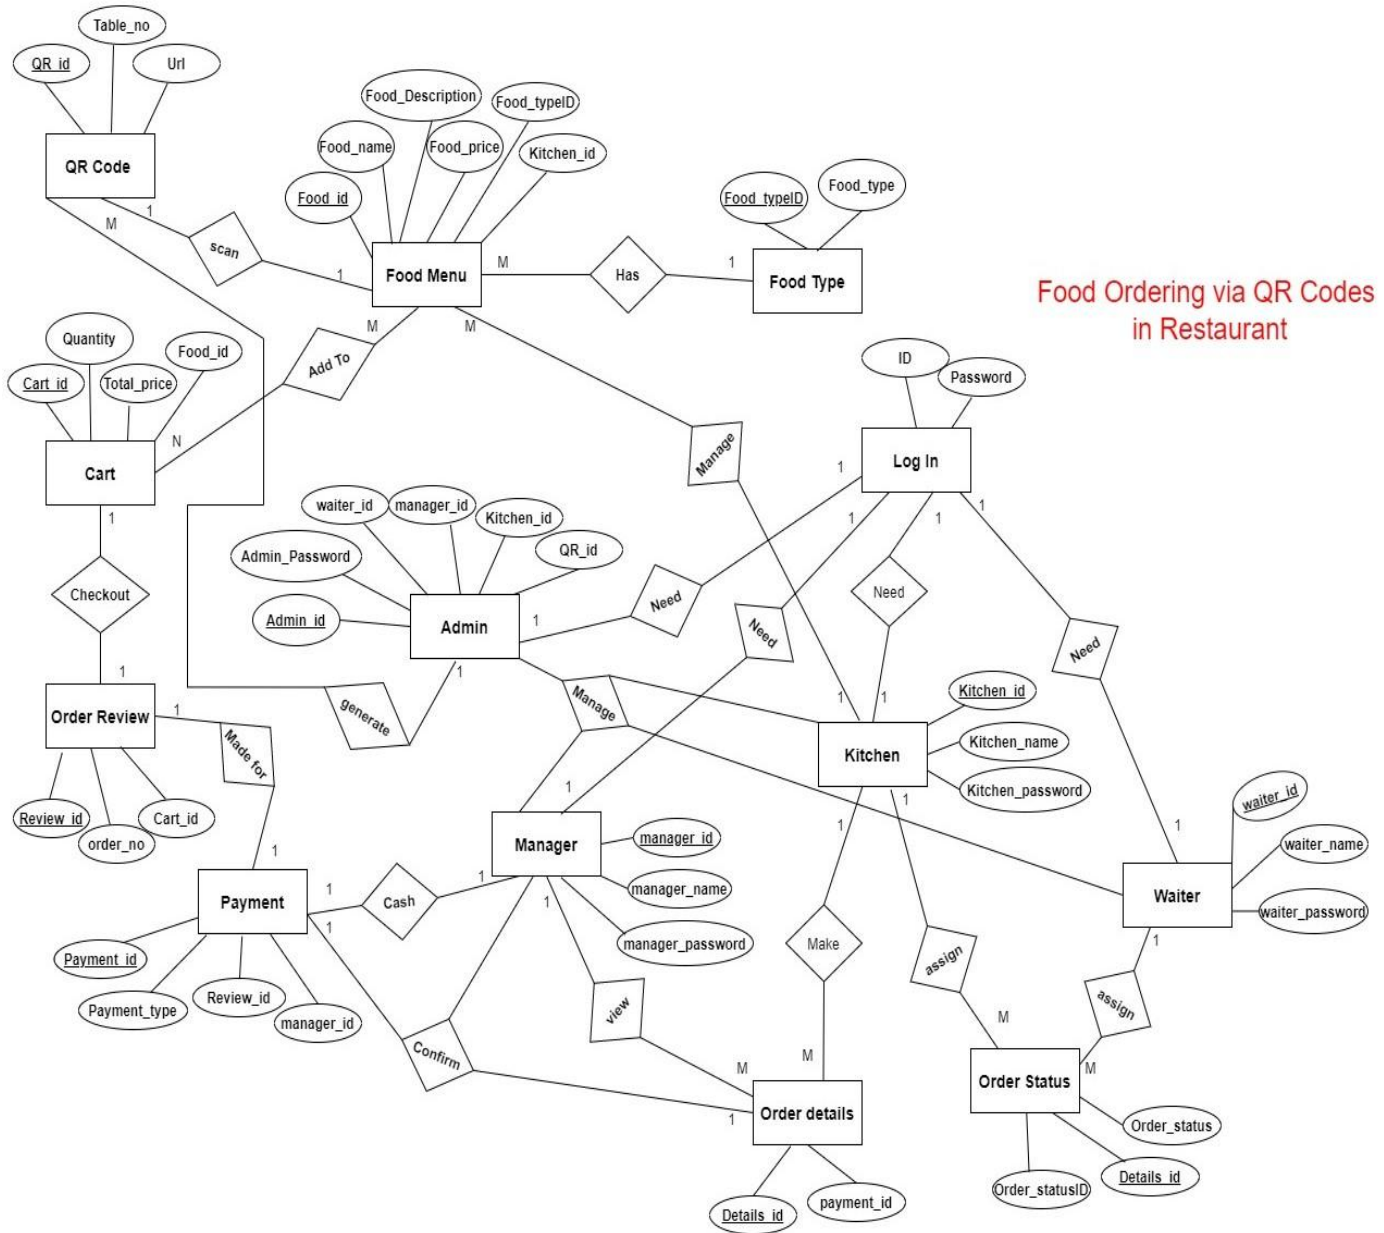 Table_no
QR_id
Url
QR Code
1
M
scan
1
Food_Description
Food_typeID
Food_name
Food_price
Kitchen_id
Food_id
Food Menu
M
Has
1
Food_typeID
Food_type
Food Type
Food Ordering via QR Codes
in Restaurant
M
M
Add To
N
Quantity
Food_id
Cart_id
Total_price
Cart
1
Checkout
1
ID
Password
Log In
1
1
1
1
Manage
waiter_id
manager_id
Kitchen_id
Admin_Password
QR_id
Admin_id
Admin
1
1
Need
Need
Need
Need
generate
Manage
Order Review
1
Made for
1
Review_id
order_no
Cart_id
1
1
Kitchen
Kitchen_id
Kitchen_name
Kitchen_password
1
1
1
Manager
1
1
manager_id
manager_name
manager_password
1
waiter_id
waiter_name
waiter_password
Waiter
1
Payment
1
1
Cash
Payment_id
Payment_type
Review_id
manager_id
Confirm
view
Make
assign
assign
M
M
1
M
M
Order details
Details_id
payment_id
Order Status
Order_status
Details_id
Order_statusID